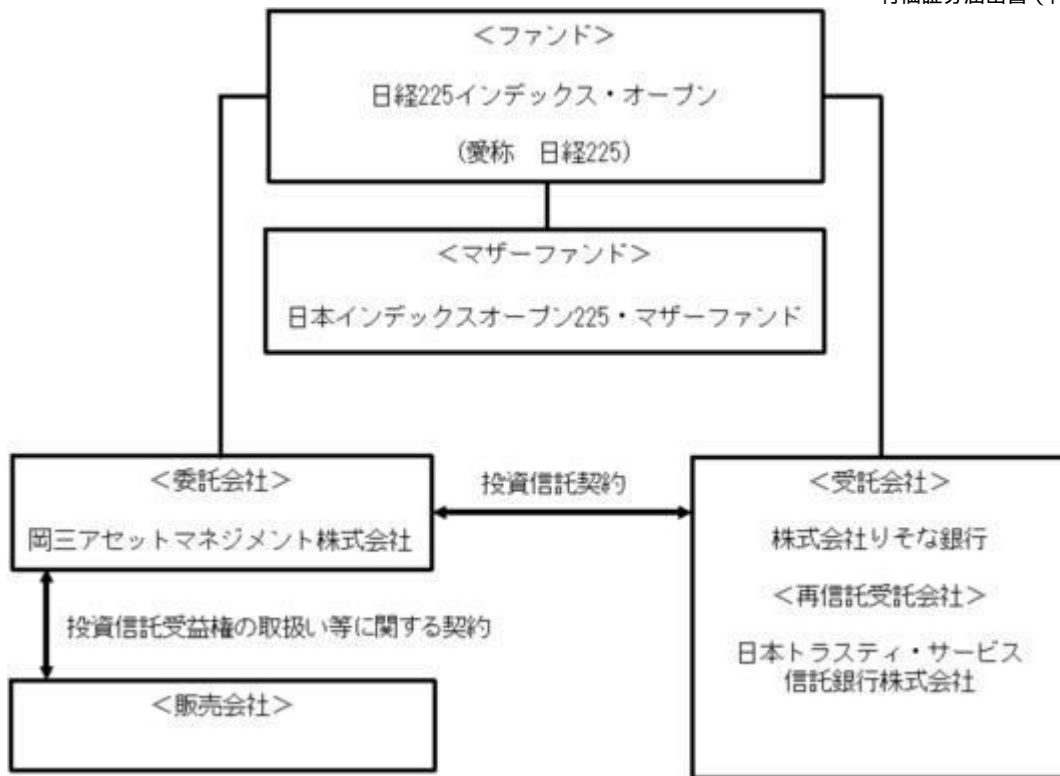 <ファンド>
日経225インデックス・オープン
(愛称 日経225)
<マザーファンド>
日本インデックスオープン225・マザーファンド
<委託会社>
岡三アセットマネジメント株式会社
投資信託契約
<受託会社>
株式会社りそな銀行
<再信託受託会社>
日本トラスティ・サービス
信託銀行株式会社
投資信託受益権の取扱い等に関する契約
<販売会社>